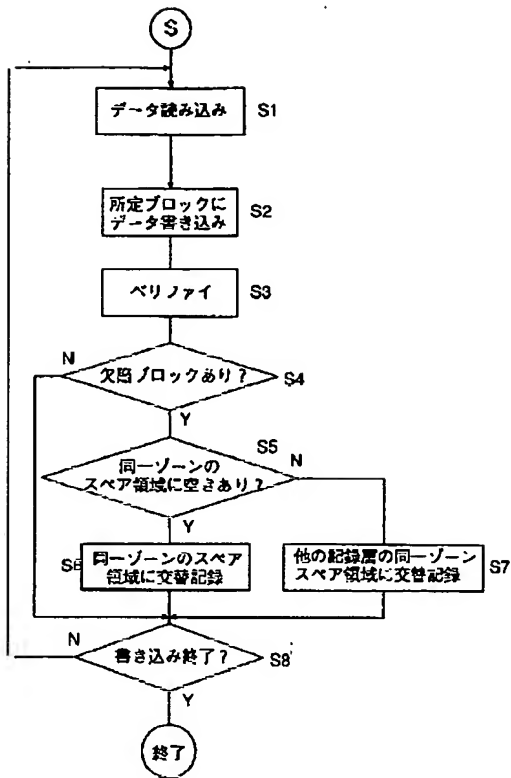 S
データ読み込み S1
所定ブロックに
データ書き込み
S2
ベリファイ S3
N
欠陥ブロックあり? S4
Y
S5
同一ゾーンの
スペア領域に空きあり?
N
Y
S6
同一ゾーンのスペア
領域に交替記録
他の記録層の同一ゾーン
スペア領域に交替記録
S7
N
書き込み終了? S8
Y
終了